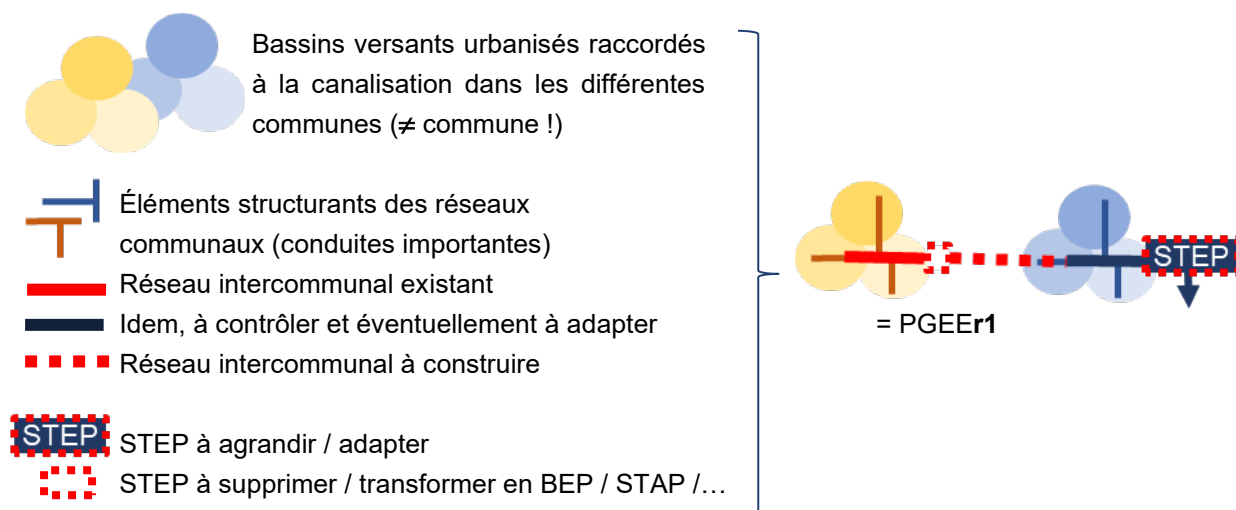 Bassins versants urbanisés raccordés
à la canalisation dans les différentes
communes (≠ commune !)
Éléments structurants des réseaux
communaux (conduites importantes)
Réseau intercommunal existant
Idem, à contrôler et éventuellement à adapter
Réseau intercommunal à construire
STEP STEP à agrandir / adapter
STEP à supprimer / transformer en BEP / STAP /…
STEP
= PGEEr1